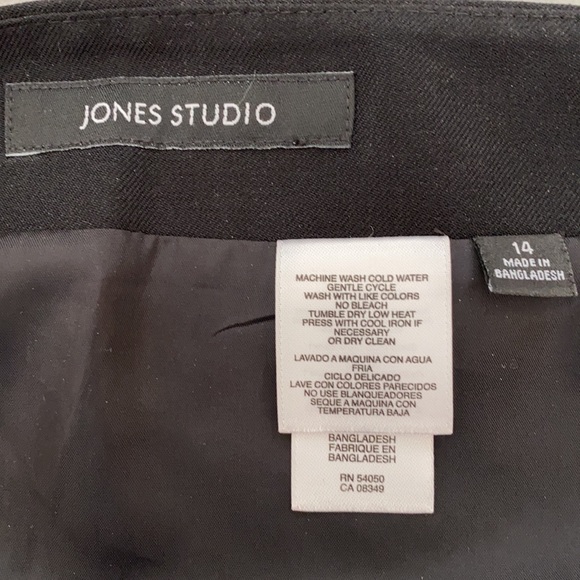 JONES STUDIO
14
MADE IN
BANGLADESH
MACHINE WASH COLD WATER
GENTLE CYCLE
WASH WITH LIKE COLORS
NO BLEACH
TUMBLE DRY LOW HEAT
PRESS WITH COOL IRON IF
NECESSARY
OR DRY CLEAN
LAVADO A MAQUINA CON AGUA
FRIA
CICLO DELICADO
LAVE CON COLORES PARECIDOS
NO USE BLANQUEADORES
SEQUE A MAQUINA CON
TEMPERATURA BAJA
BANGLADESH
FABRIQUE EN
BANGLADESH
RN 54050
CA 08349